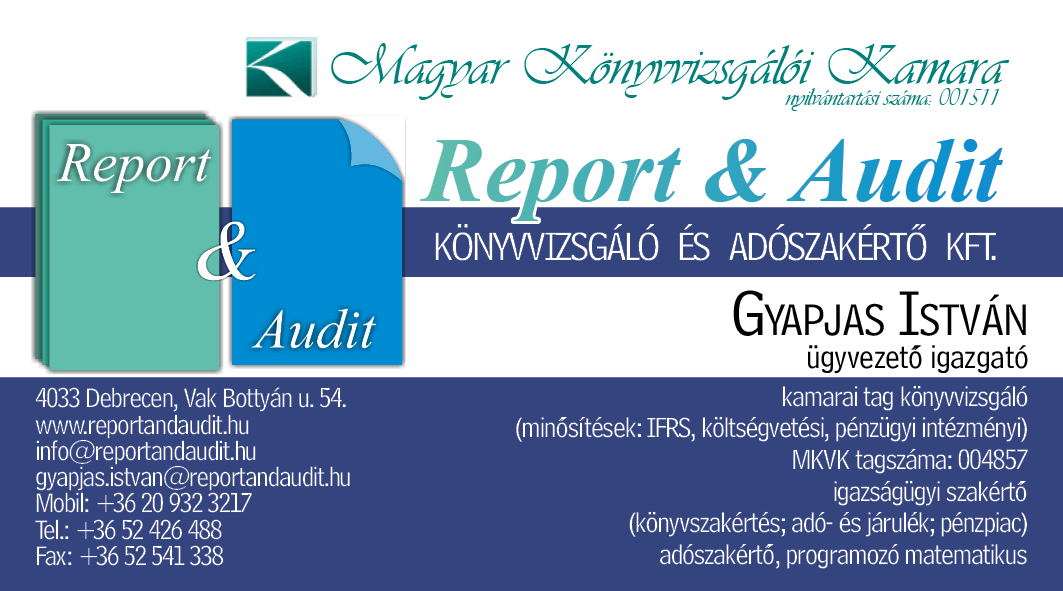 Magyar Könyvvizsgálói Kamara
nyilvántartási száma: 001511
Report
&
Audit
Report & Audit
KÖNYVVIZSGÁLÓ ÉS ADÓSZAKÉRTŐ KFT.
GYAPJAS ISTVÁN
ügyvezető igazgató
4033 Debrecen, Vak Bottyán u. 54.
www.reportandaudit.hu
info@reportandaudit.hu
gyapjas.istvan@reportandaudit.hu
Mobil: +36 20 932 3217
Tel.: +36 52 426 488
Fax: +36 52 541 338
kamarai tag könyvvizsgáló
(minősítések: IFRS, költségvetési, pénzügyi intézményi)
MKVK tagszáma: 004857
igazságügyi szakértő
(könyvszakértés; adó- és járulék; pénzpiac)
adószakértő, programozó matematikus